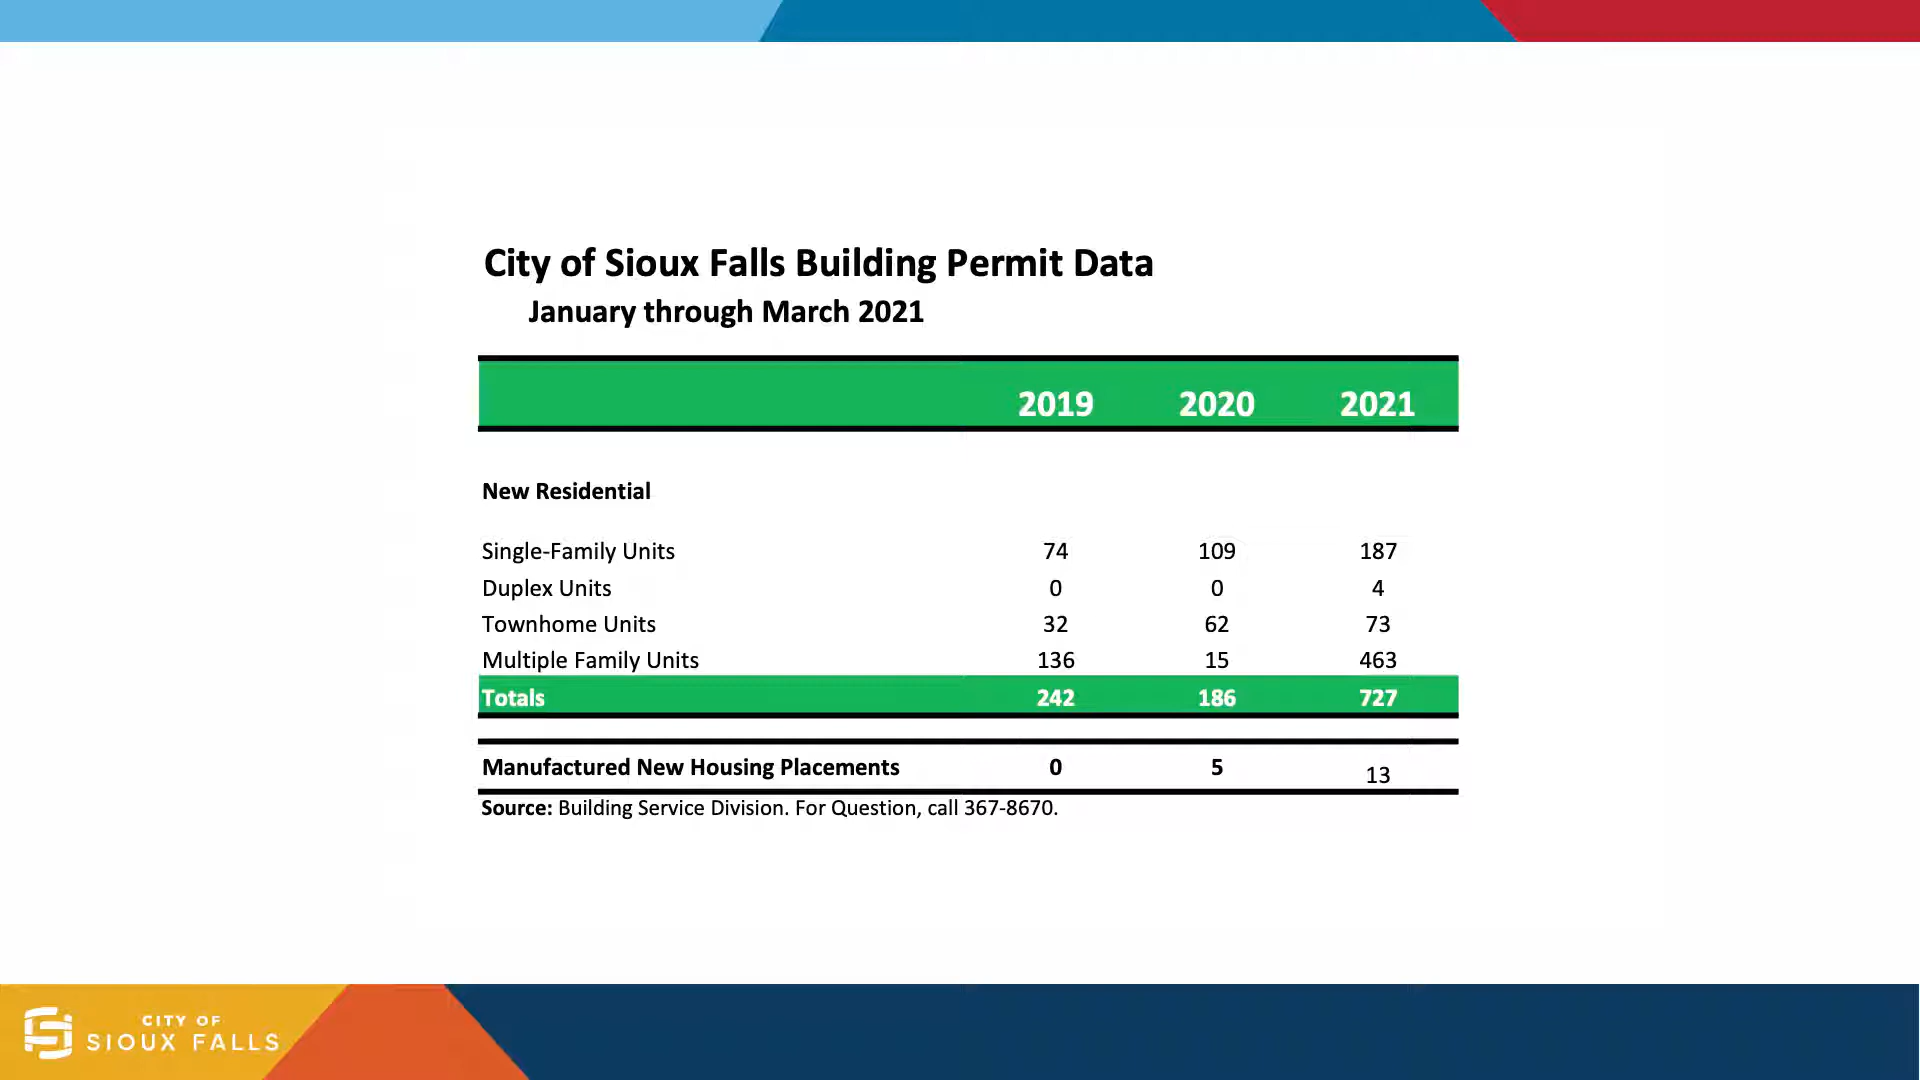 City of Sioux Falls Building Permit Data
January through March 2021
2019 2020 2021
New Residential
Single-Family Units 74 109 187
Duplex Units 0 0 4
Townhome Units 32 62 73
Multiple Family Units 136 15 463
Totals 242 186 727
Manufactured New Housing Placements 0 5 13
Source: Building Service Division. For Question, call 367-8670.
CITY OF
SIOUX FALLS